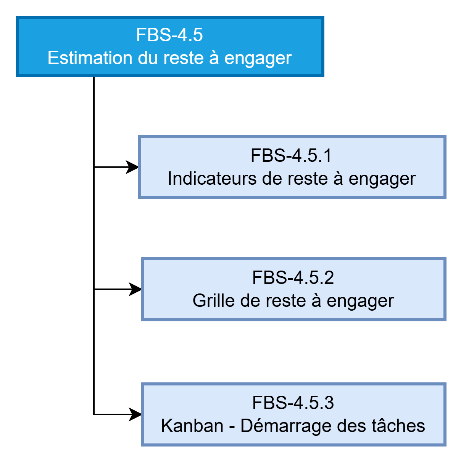 FBS-4.5
Estimation du reste à engager
FBS-4.5.1
Indicateurs de reste à engager
FBS-4.5.2
Grille de reste à engager
FBS-4.5.3
Kanban - Démarrage des tâches